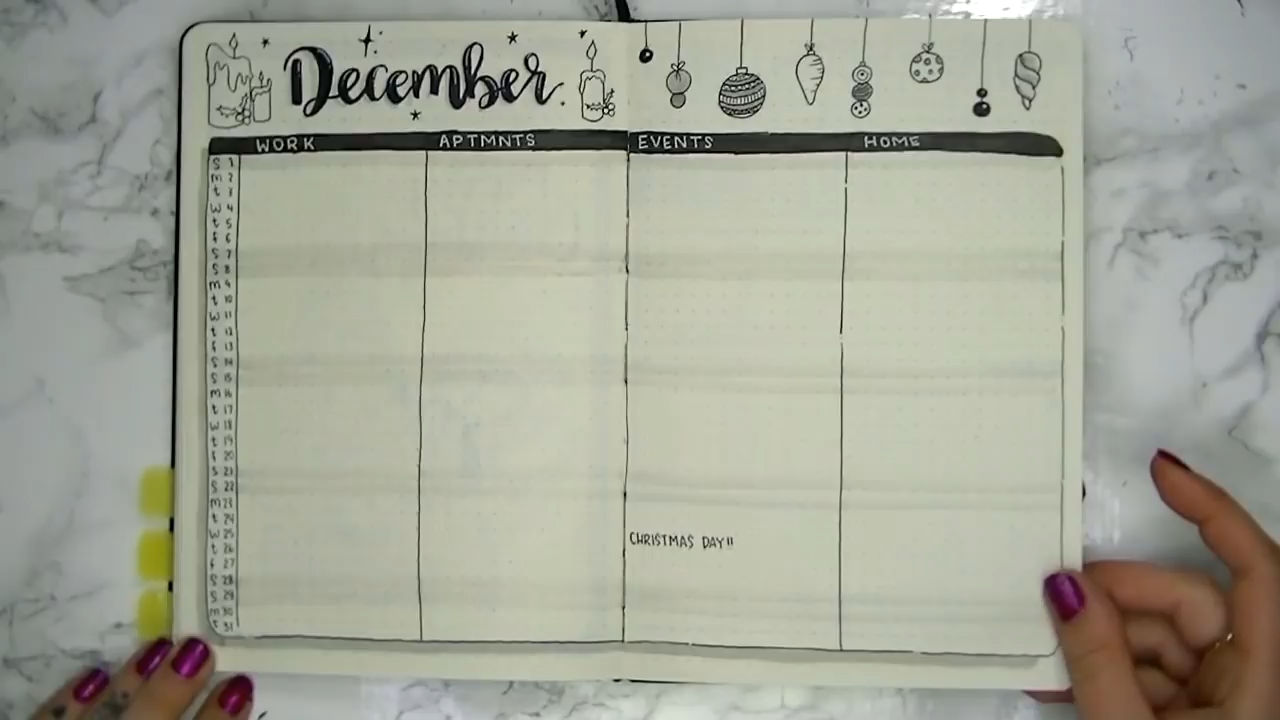 December.
WORK APTMNTS EVENTS HOME
S 1
m 2
t 3
w 4
t 5
f 6
S 7
S 8
m 9
t 10
w 11
t 12
f 13
S 14
S 15
m 16
t 17
w 18
t 19
f 20
S 21
S 22
m 23
t 24
w 25 CHRISTMAS DAY!!
t 26
f 27
S 28
S 29
m 30
t 31